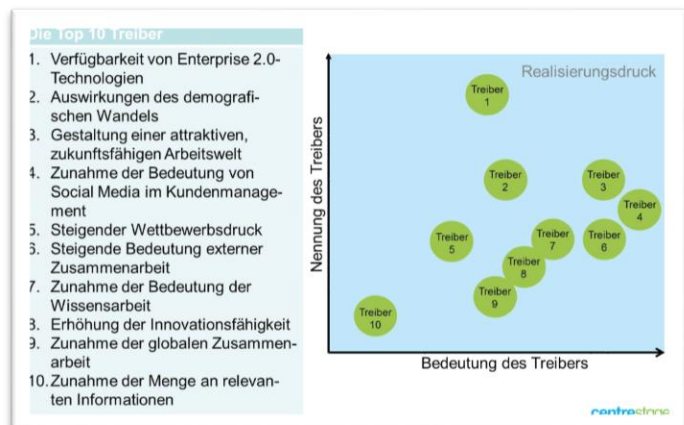 Die Top 10 Treiber
1. Verfügbarkeit von Enterprise 2.0-
Technologien
2. Auswirkungen des demografi-
schen Wandels
3. Gestaltung einer attraktiven,
zukunftsfähigen Arbeitswelt
4. Zunahme der Bedeutung von
Social Media im Kundenmanage-
ment
5. Steigender Wettbewerbsdruck
6. Steigende Bedeutung externer
Zusammenarbeit
7. Zunahme der Bedeutung der
Wissensarbeit
8. Erhöhung der Innovationsfähigkeit
9. Zunahme der globalen Zusammen-
arbeit
10. Zunahme der Menge an relevan-
ten Informationen
Nennung des Treibers
Realisierungsdruck
Treiber
1
Treiber
2
Treiber
3
Treiber
4
Treiber
5
Treiber
6
Treiber
7
Treiber
8
Treiber
9
Treiber
10
Bedeutung des Treibers
centrestage